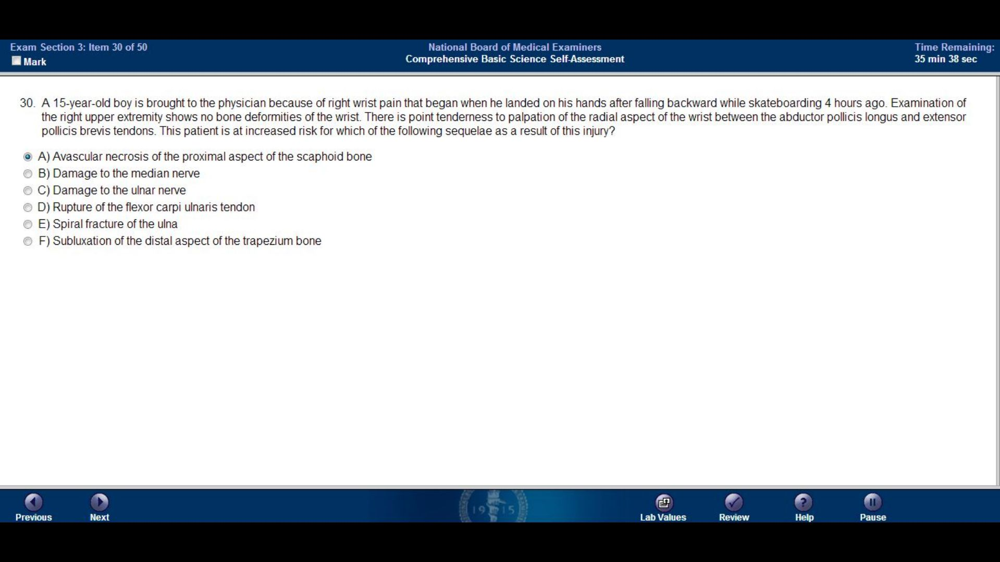 Exam Section 3: Item 30 of 50
Mark
National Board of Medical Examiners
Comprehensive Basic Science Self-Assessment
Time Remaining:
35 min 38 sec
30. A 15-year-old boy is brought to the physician because of right wrist pain that began when he landed on his hands after falling backward while skateboarding 4 hours ago. Examination of
the right upper extremity shows no bone deformities of the wrist. There is point tenderness to palpation of the radial aspect of the wrist between the abductor pollicis longus and extensor
pollicis brevis tendons. This patient is at increased risk for which of the following sequelae as a result of this injury?
A) Avascular necrosis of the proximal aspect of the scaphoid bone
B) Damage to the median nerve
C) Damage to the ulnar nerve
D) Rupture of the flexor carpi ulnaris tendon
E) Spiral fracture of the ulna
F) Subluxation of the distal aspect of the trapezium bone
1915
Previous
Next
Lab Values
Review
Help
Pause